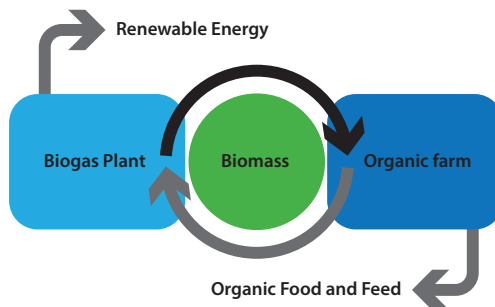 Renewable Energy
Biogas Plant
Biomass
Organic farm
Organic Food and Feed